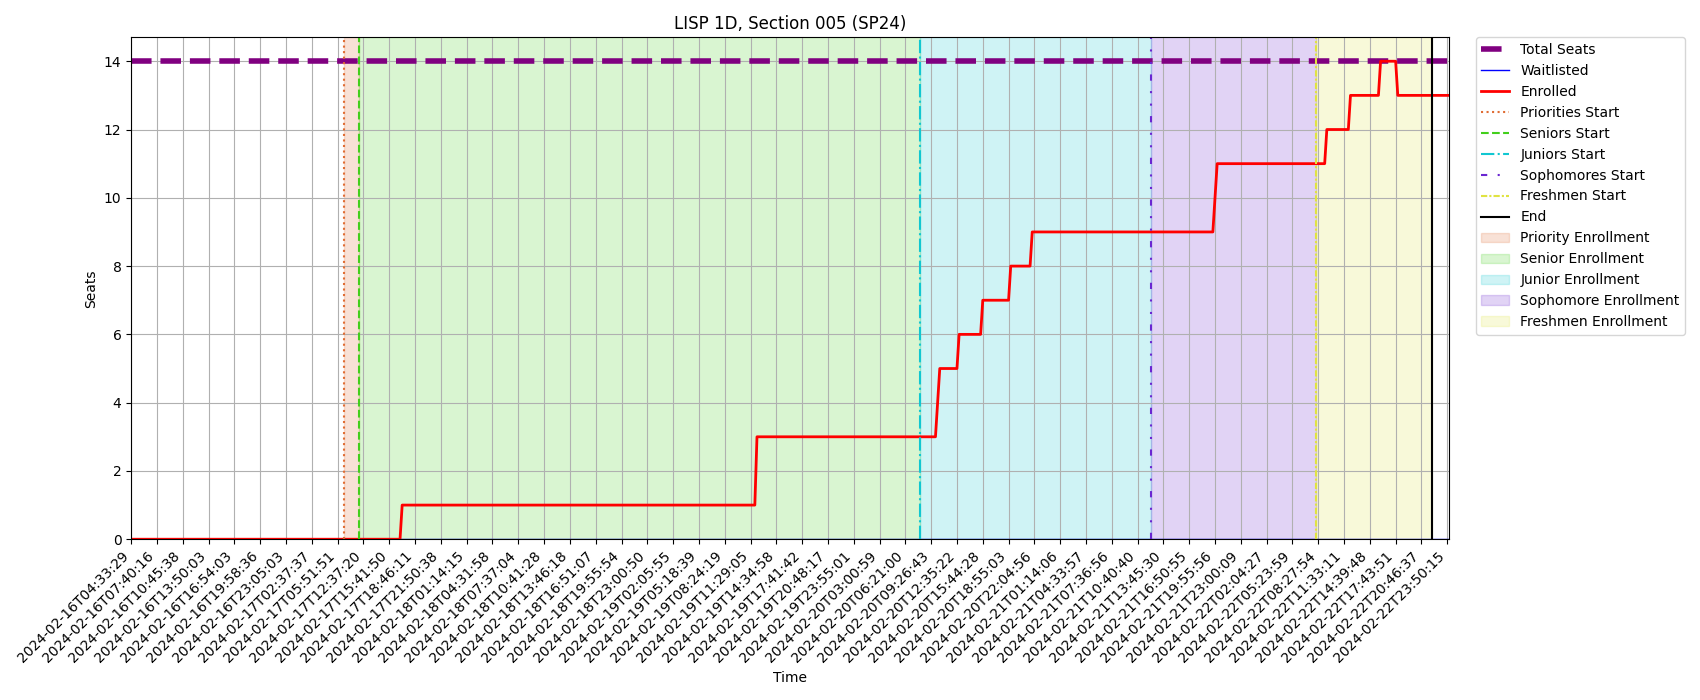 LISP 1D, Section 005 (SP24)
14
12
10
8
6
4
2
0
Seats
2024-02-16T04:33:29
2024-02-16T07:40:16
2024-02-16T10:45:38
2024-02-16T13:50:03
2024-02-16T16:54:03
2024-02-16T19:58:36
2024-02-16T23:05:03
2024-02-17T02:37:37
2024-02-17T05:51:51
2024-02-17T12:37:20
2024-02-17T15:41:50
2024-02-17T18:46:11
2024-02-17T21:50:38
2024-02-18T01:14:15
2024-02-18T04:31:58
2024-02-18T07:37:04
2024-02-18T10:41:28
2024-02-18T13:46:18
2024-02-18T16:51:07
2024-02-18T19:55:54
2024-02-18T23:00:50
2024-02-19T02:05:55
2024-02-19T05:18:39
2024-02-19T08:24:19
2024-02-19T11:29:05
2024-02-19T14:34:58
2024-02-19T17:41:42
2024-02-19T20:48:17
2024-02-19T23:55:01
2024-02-20T03:00:59
2024-02-20T06:21:00
2024-02-20T09:26:43
2024-02-20T12:35:22
2024-02-20T15:44:28
2024-02-20T18:55:03
2024-02-20T22:04:56
2024-02-21T01:14:06
2024-02-21T04:33:57
2024-02-21T07:36:56
2024-02-21T10:40:40
2024-02-21T13:45:30
2024-02-21T16:50:55
2024-02-21T19:55:56
2024-02-21T23:00:09
2024-02-22T02:04:27
2024-02-22T05:23:59
2024-02-22T08:27:54
2024-02-22T11:33:11
2024-02-22T14:39:48
2024-02-22T17:43:51
2024-02-22T20:46:37
2024-02-22T23:50:15
Time
Total Seats
Waitlisted
Enrolled
Priorities Start
Seniors Start
Juniors Start
Sophomores Start
Freshmen Start
End
Priority Enrollment
Senior Enrollment
Junior Enrollment
Sophomore Enrollment
Freshmen Enrollment